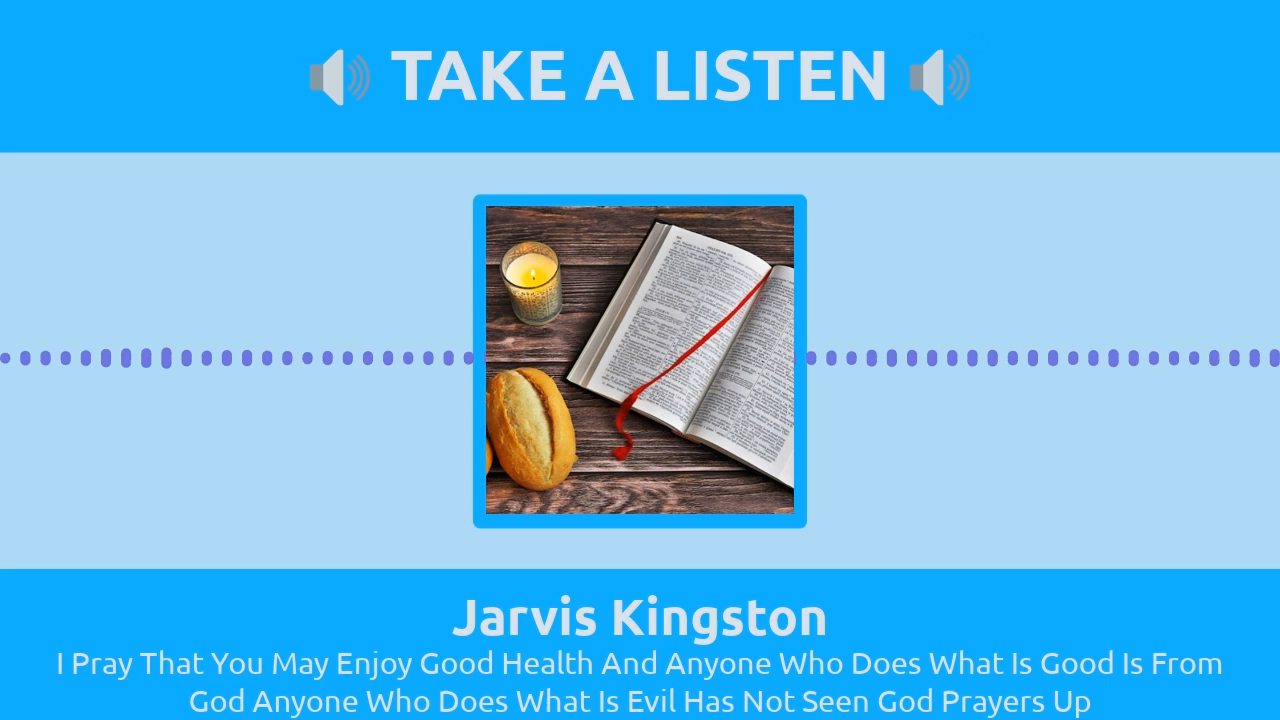 🔊 TAKE A LISTEN 🔊
Jarvis Kingston
I Pray That You May Enjoy Good Health And Anyone Who Does What Is Good Is From
God Anyone Who Does What Is Evil Has Not Seen God Prayers Up